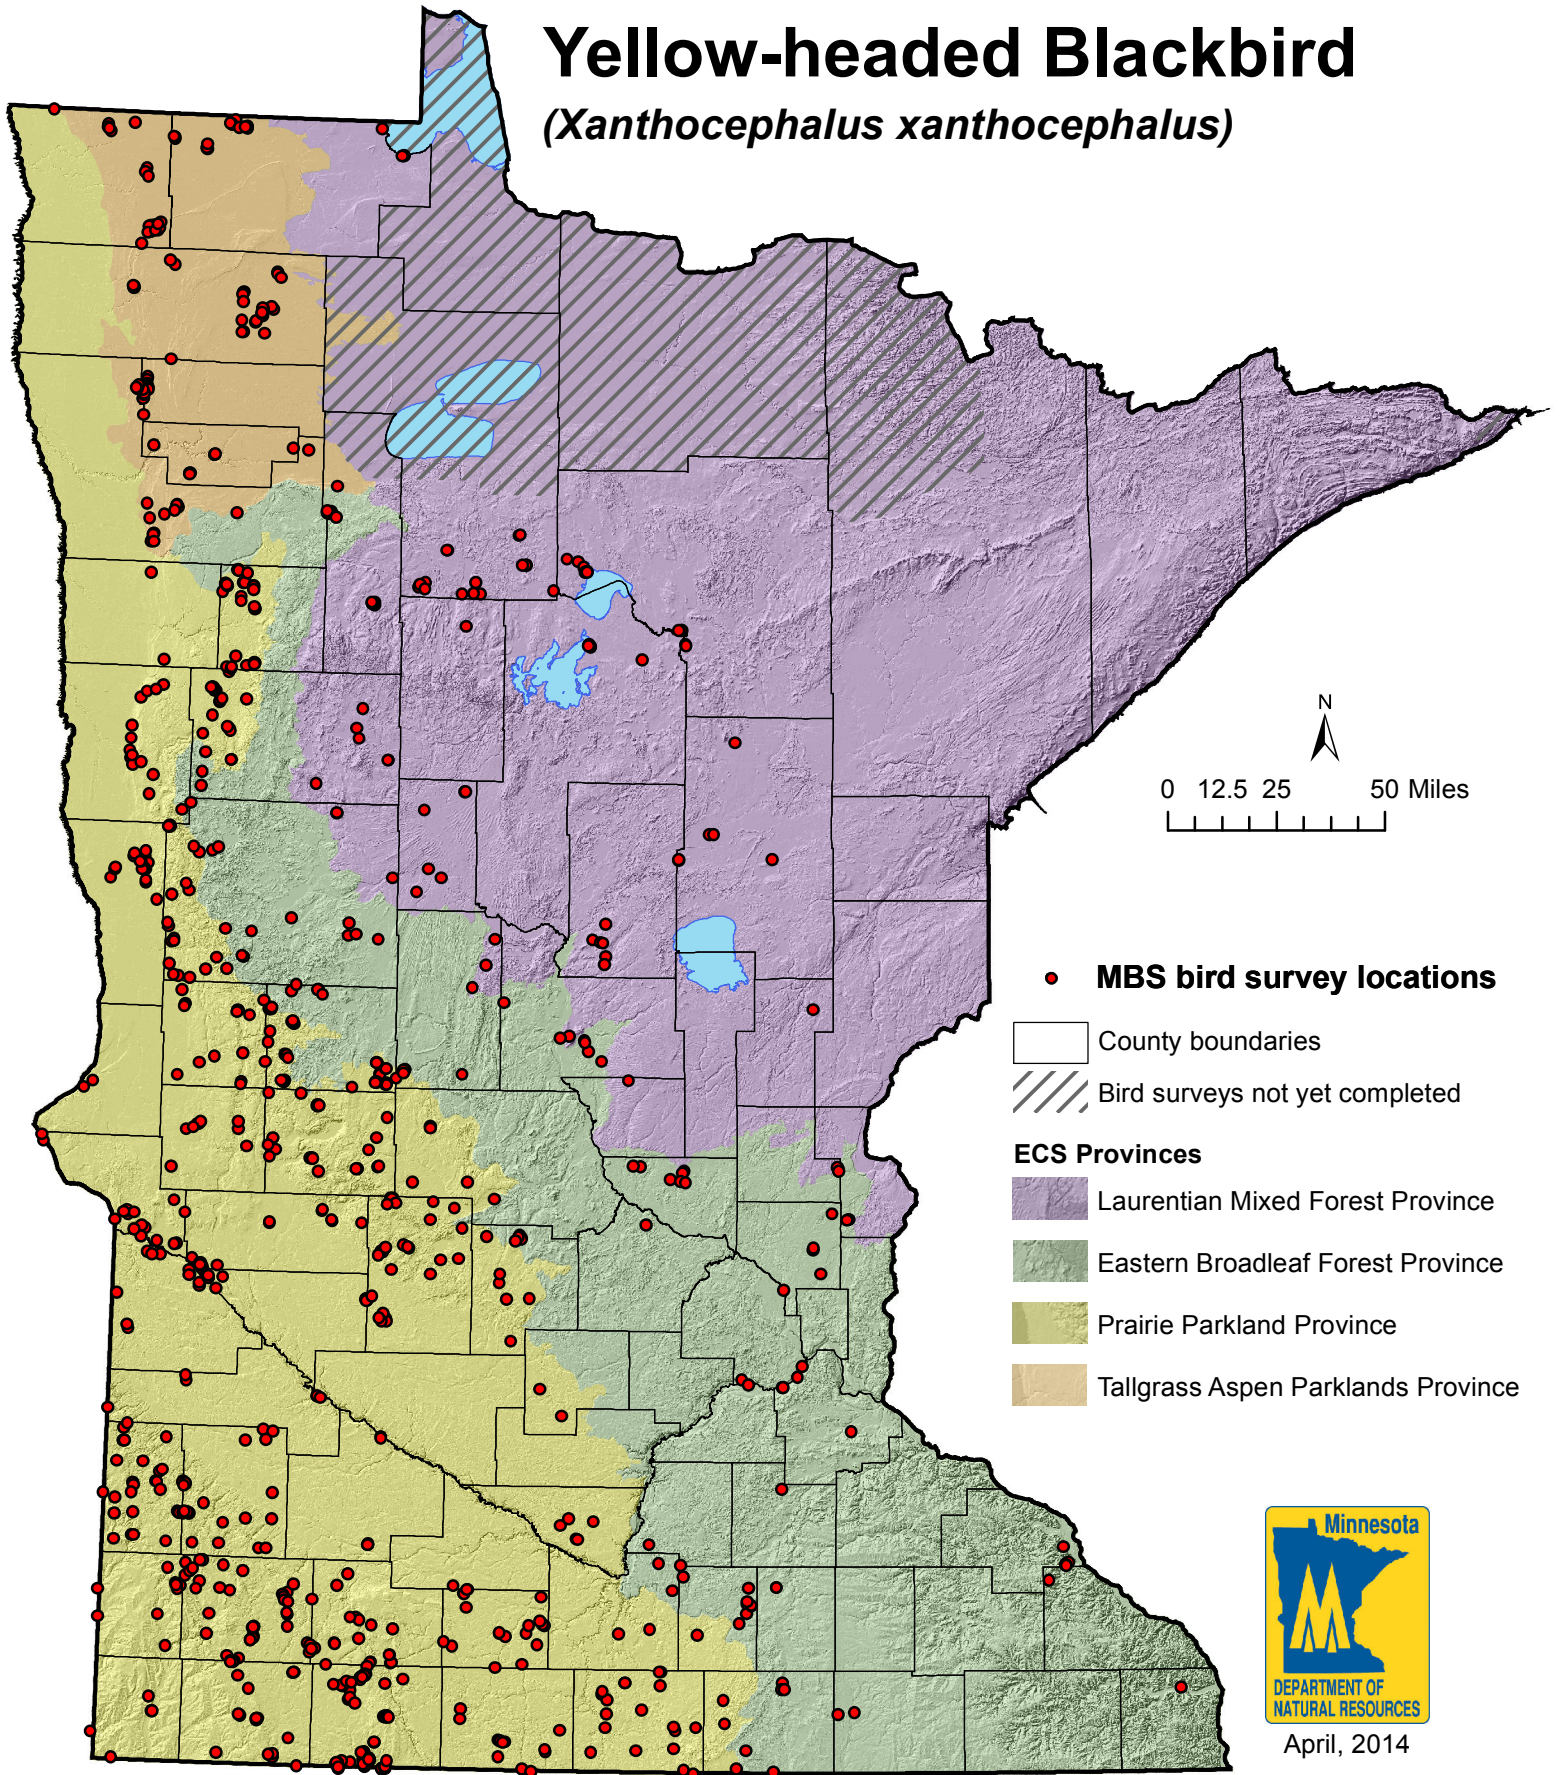 Yellow-headed Blackbird
(Xanthocephalus xanthocephalus)
N
0 12.5 25 50 Miles
MBS bird survey locations
County boundaries
Bird surveys not yet completed
ECS Provinces
Laurentian Mixed Forest Province
Eastern Broadleaf Forest Province
Prairie Parkland Province
Tallgrass Aspen Parklands Province
Minnesota
DEPARTMENT OF
NATURAL RESOURCES
April, 2014